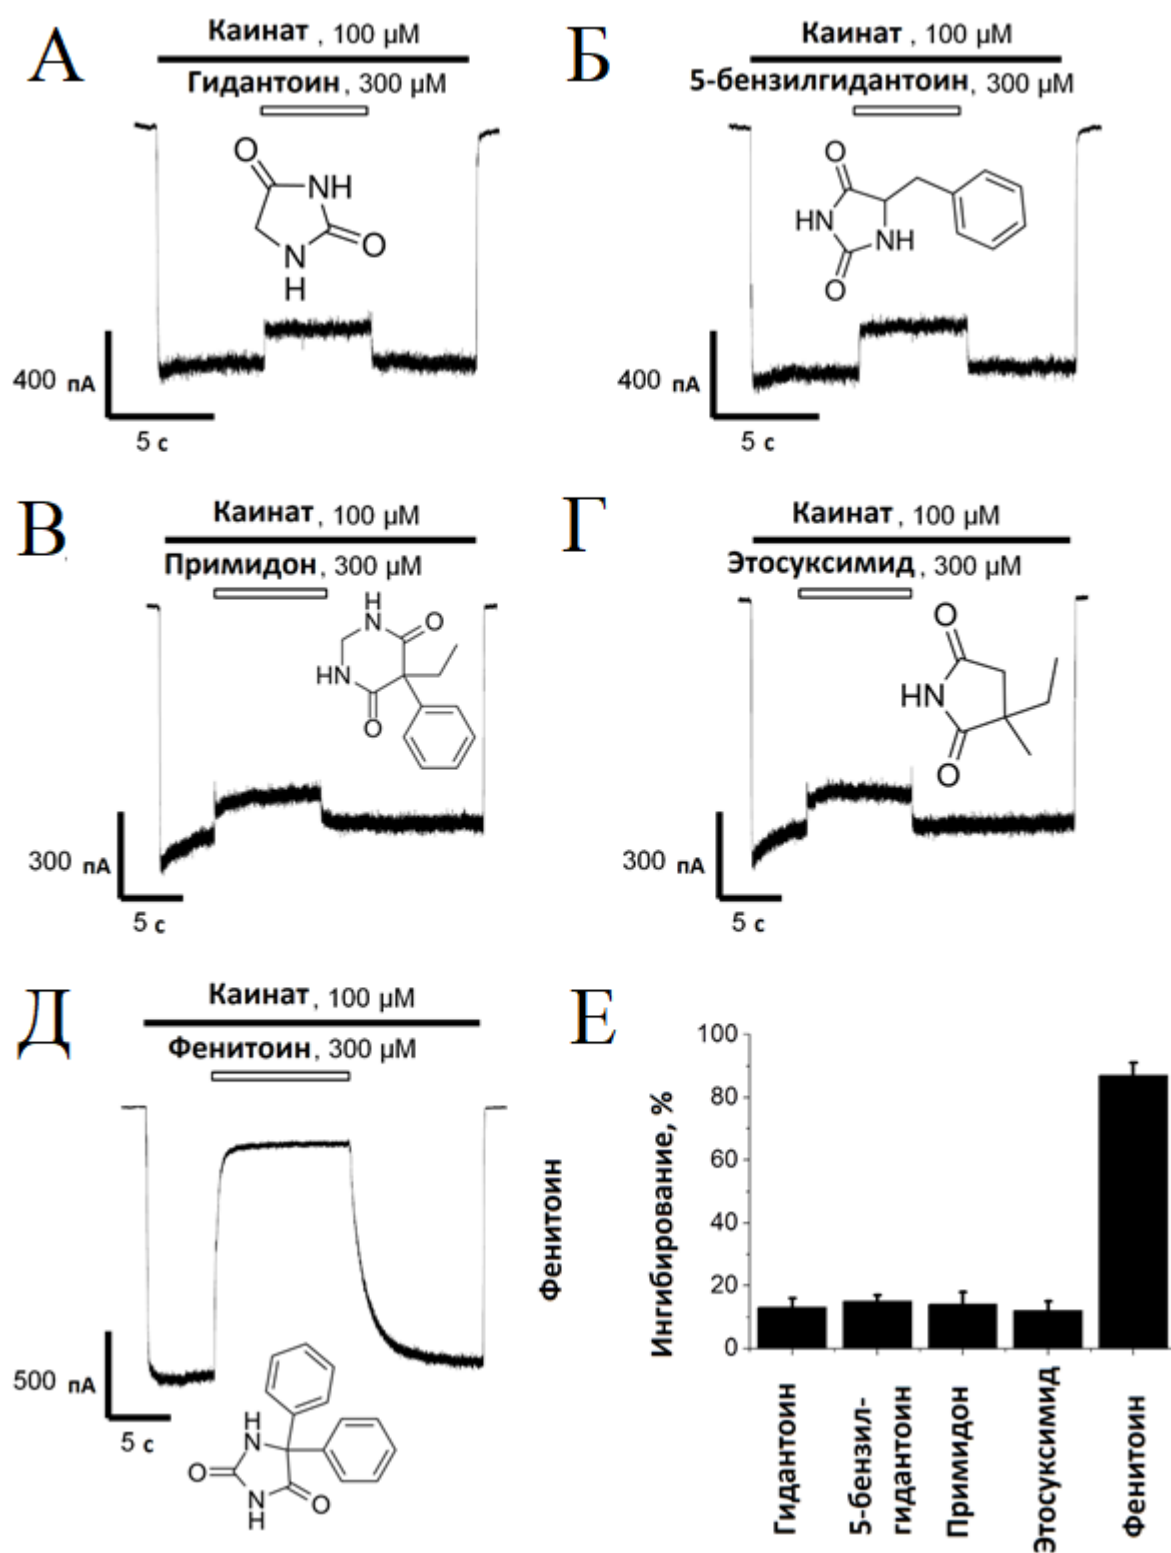 А
Каинат, 100 µM
Гидантоин, 300 µM
O
NH
O
N
H
400 пА
5 с
Б
Каинат, 100 µM
5-бензилгидантоин, 300 µM
O
HN
NH
O
400 пА
5 с
В
Каинат, 100 µM
Примидон, 300 µM
H
N
O
HN
O
300 пА
5 с
Г
Каинат, 100 µM
Этосуксимид, 300 µM
O
HN
O
300 пА
5 с
Д
Каинат, 100 µM
Фенитоин, 300 µM
500 пА
5 с
H
N
O
N
H
O
Фенитоин
Е
Ингибирование, %
100
80
60
40
20
0
Гидантоин
5-бензил-
гидантоин
Примидон
Этосуксимид
Фенитоин